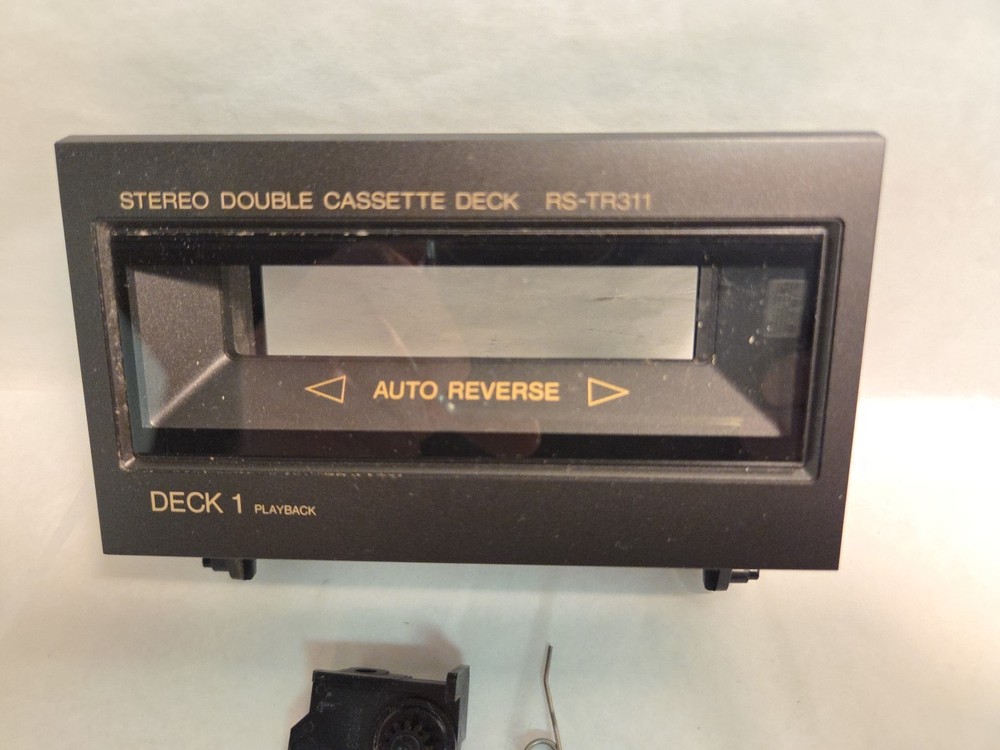 STEREO DOUBLE CASSETTE DECK RS-TR311
AUTO REVERSE
DECK 1 PLAYBACK